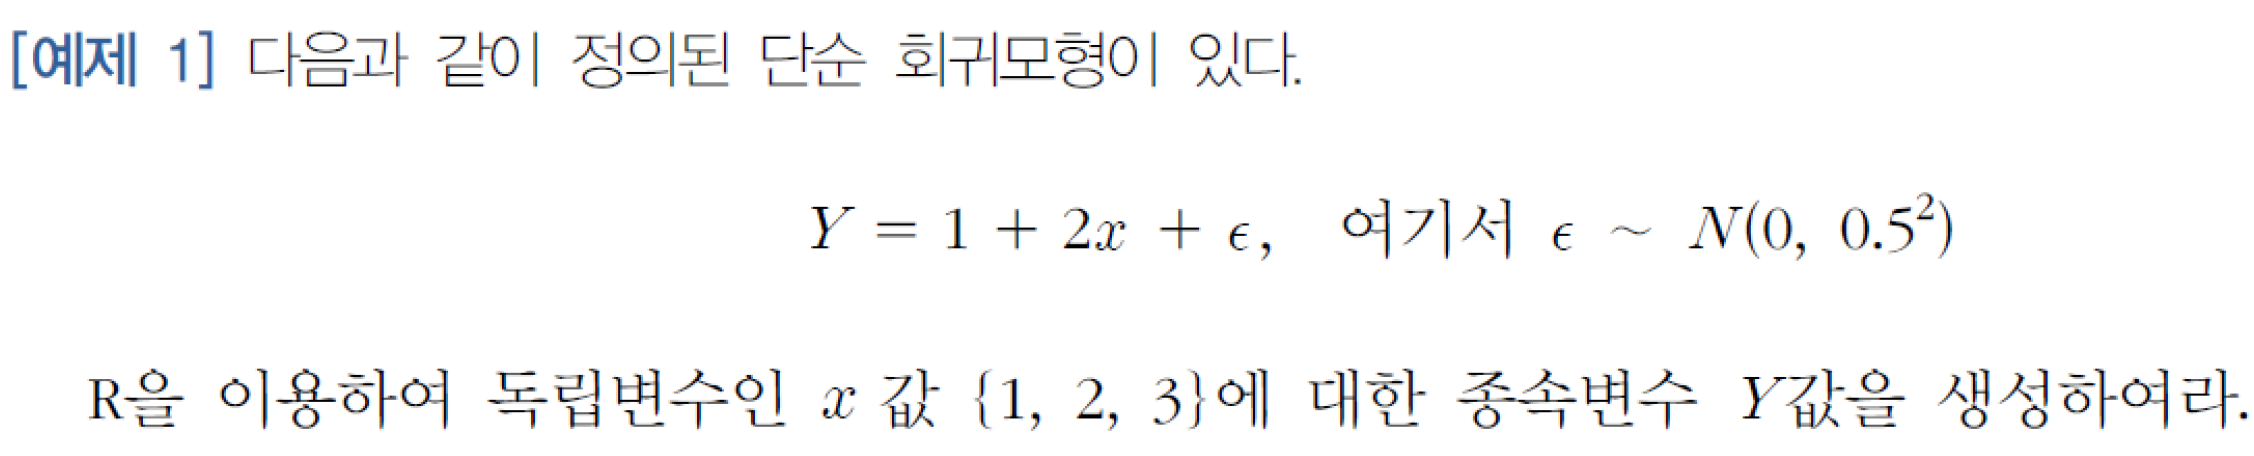 [예제 1] 다음과 같이 정의된 단순 회귀모형이 있다.
Y = 1 + 2x + ϵ, 여기서 ϵ ~ N(0, 0.5²)
R을 이용하여 독립변수인 x 값 {1, 2, 3}에 대한 종속변수 Y값을 생성하여라.